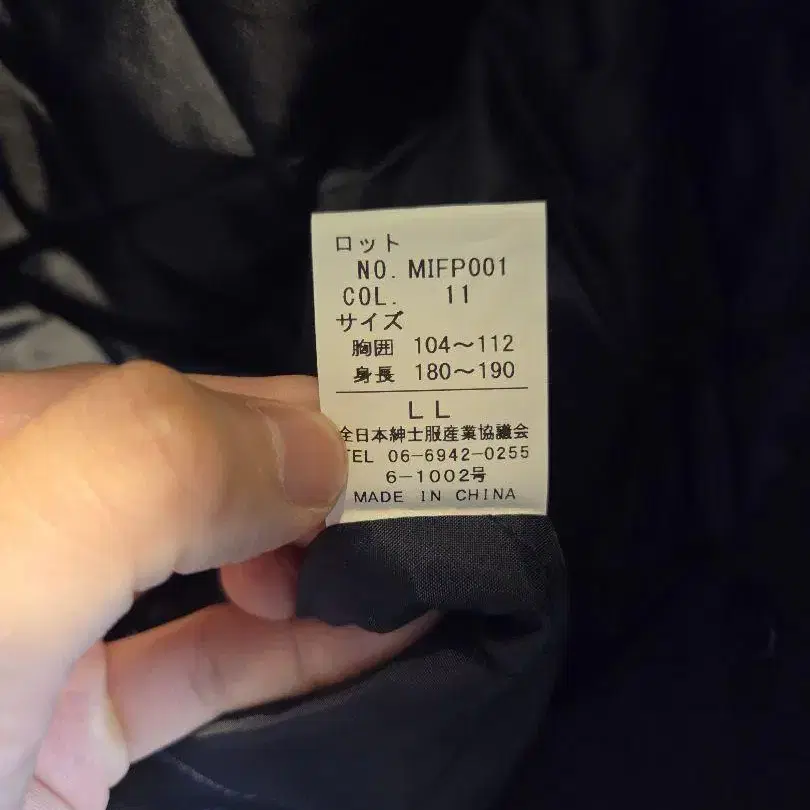 ロット
NO. MIFP001
COL. 11
サイズ
胸囲 104～112
身長 180～190
LL
全日本紳士服産業協議会
TEL 06-6942-0255
6-1002号
MADE IN CHINA